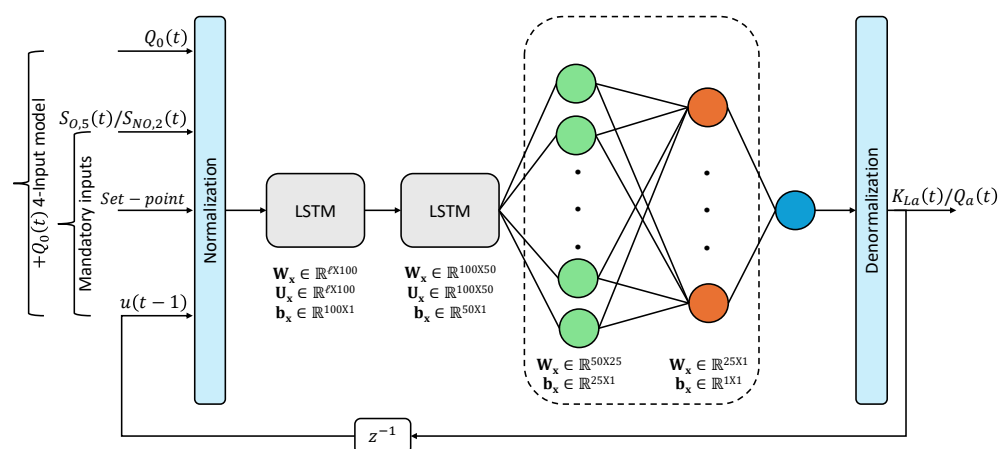 +Q₀(t) 4-Input model
Mandatory inputs
Q₀(t)
S_{O,5}(t)/S_{NO,2}(t)
Set − point
u(t − 1)
Normalization
LSTM
W_x ∈ ℝ^{ℓX100}
U_x ∈ ℝ^{ℓX100}
b_x ∈ ℝ^{100X1}
LSTM
W_x ∈ ℝ^{100X50}
U_x ∈ ℝ^{100X50}
b_x ∈ ℝ^{50X1}
W_x ∈ ℝ^{50X25}
b_x ∈ ℝ^{25X1}
W_x ∈ ℝ^{25X1}
b_x ∈ ℝ^{1X1}
Denormalization
K_{La}(t)/Q_a(t)
z^{−1}